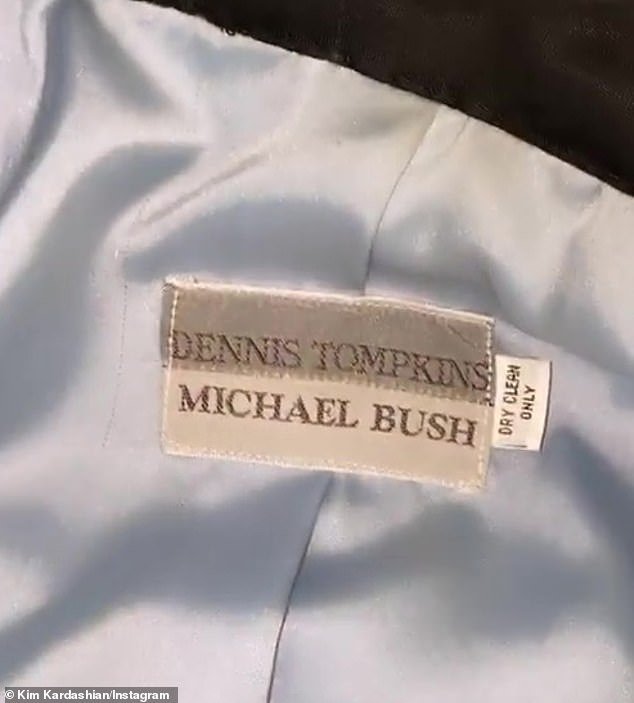 DENNIS TOMPKINS
MICHAEL BUSH
DRY CLEAN
ONLY
© Kim Kardashian/Instagram